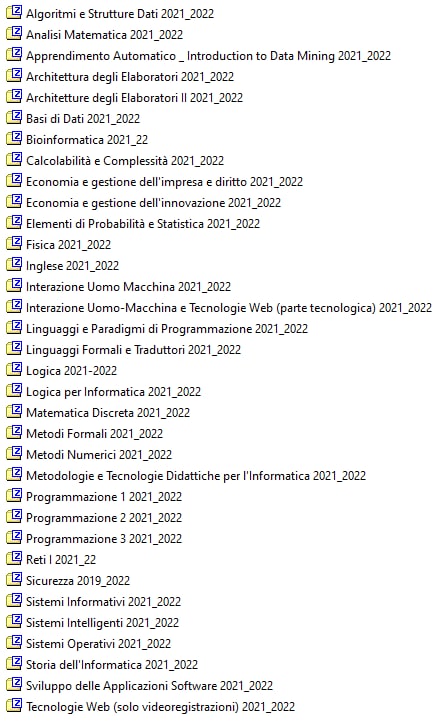 Algoritmi e Strutture Dati 2021_2022
Analisi Matematica 2021_2022
Apprendimento Automatico _ Introduction to Data Mining 2021_2022
Architettura degli Elaboratori 2021_2022
Architetture degli Elaboratori II 2021_2022
Basi di Dati 2021_2022
Bioinformatica 2021_22
Calcolabilità e Complessità 2021_2022
Economia e gestione dell'impresa e diritto 2021_2022
Economia e gestione dell'innovazione 2021_2022
Elementi di Probabilità e Statistica 2021_2022
Fisica 2021_2022
Inglese 2021_2022
Interazione Uomo Macchina 2021_2022
Interazione Uomo-Macchina e Tecnologie Web (parte tecnologica) 2021_2022
Linguaggi e Paradigmi di Programmazione 2021_2022
Linguaggi Formali e Traduttori 2021_2022
Logica 2021-2022
Logica per Informatica 2021_2022
Matematica Discreta 2021_2022
Metodi Formali 2021_2022
Metodi Numerici 2021_2022
Metodologie e Tecnologie Didattiche per l'Informatica 2021_2022
Programmazione 1 2021_2022
Programmazione 2 2021_2022
Programmazione 3 2021_2022
Reti I 2021_22
Sicurezza 2019_2022
Sistemi Informativi 2021_2022
Sistemi Intelligenti 2021_2022
Sistemi Operativi 2021_2022
Storia dell'Informatica 2021_2022
Sviluppo delle Applicazioni Software 2021_2022
Tecnologie Web (solo videoregistrazioni) 2021_2022